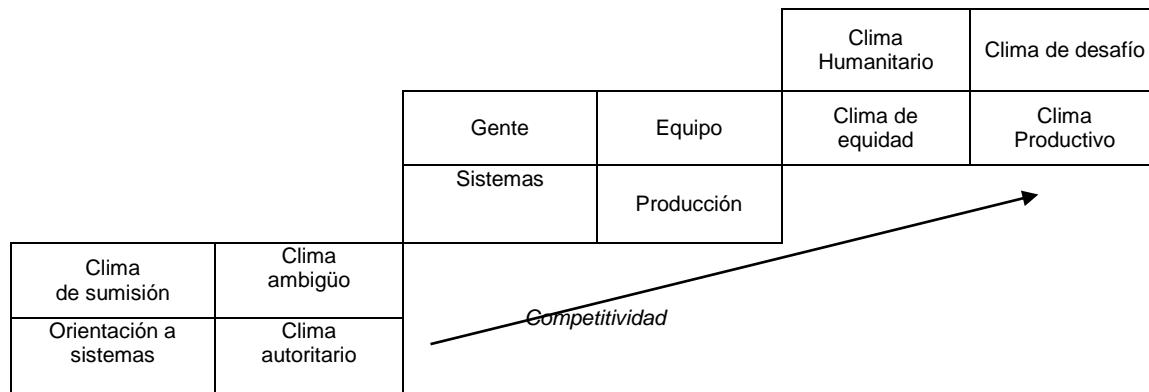 Clima
Humanitario
Clima de desafío
Gente
Equipo
Clima de
equidad
Clima
Productivo
Sistemas
Producción
Clima
de sumisión
Clima
ambigüo
Competitividad
Orientación a
sistemas
Clima
autoritario